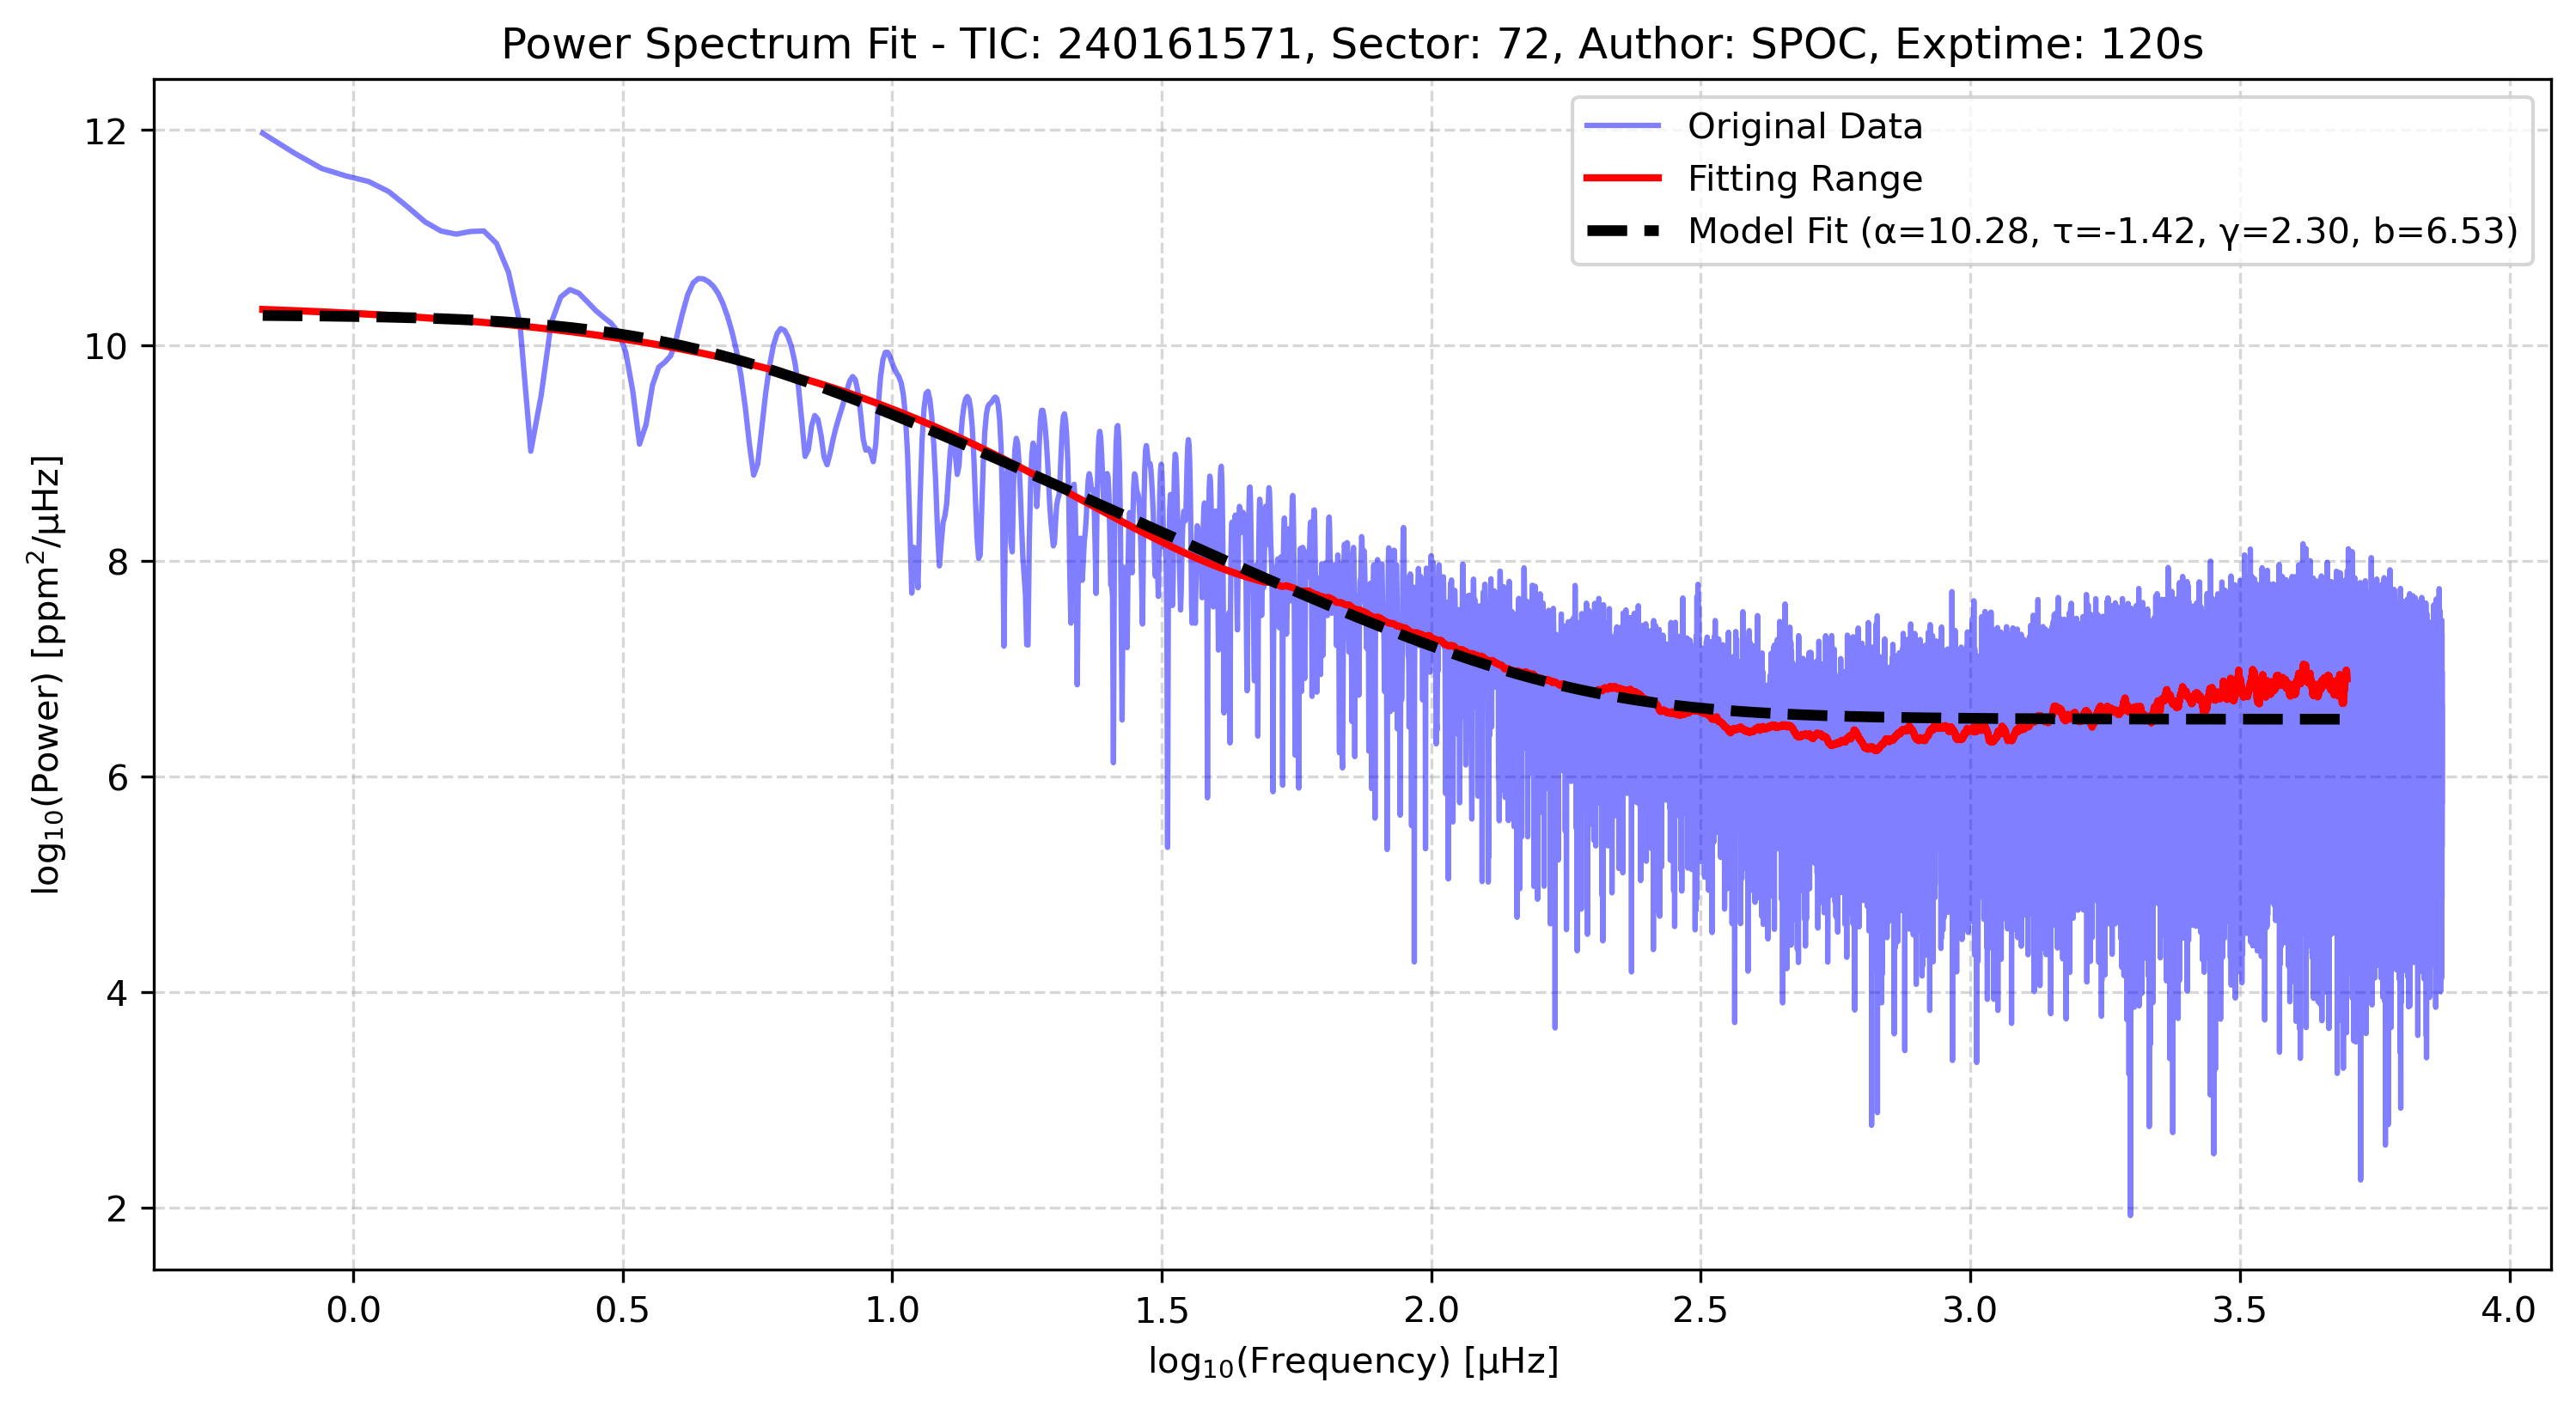 Power Spectrum Fit - TIC: 240161571, Sector: 72, Author: SPOC, Exptime: 120s
Original Data
Fitting Range
Model Fit (α=10.28, τ=-1.42, γ=2.30, b=6.53)
log₁₀(Power) [ppm²/μHz]
12
10
8
6
4
2
0.0 0.5 1.0 1.5 2.0 2.5 3.0 3.5 4.0
log₁₀(Frequency) [μHz]